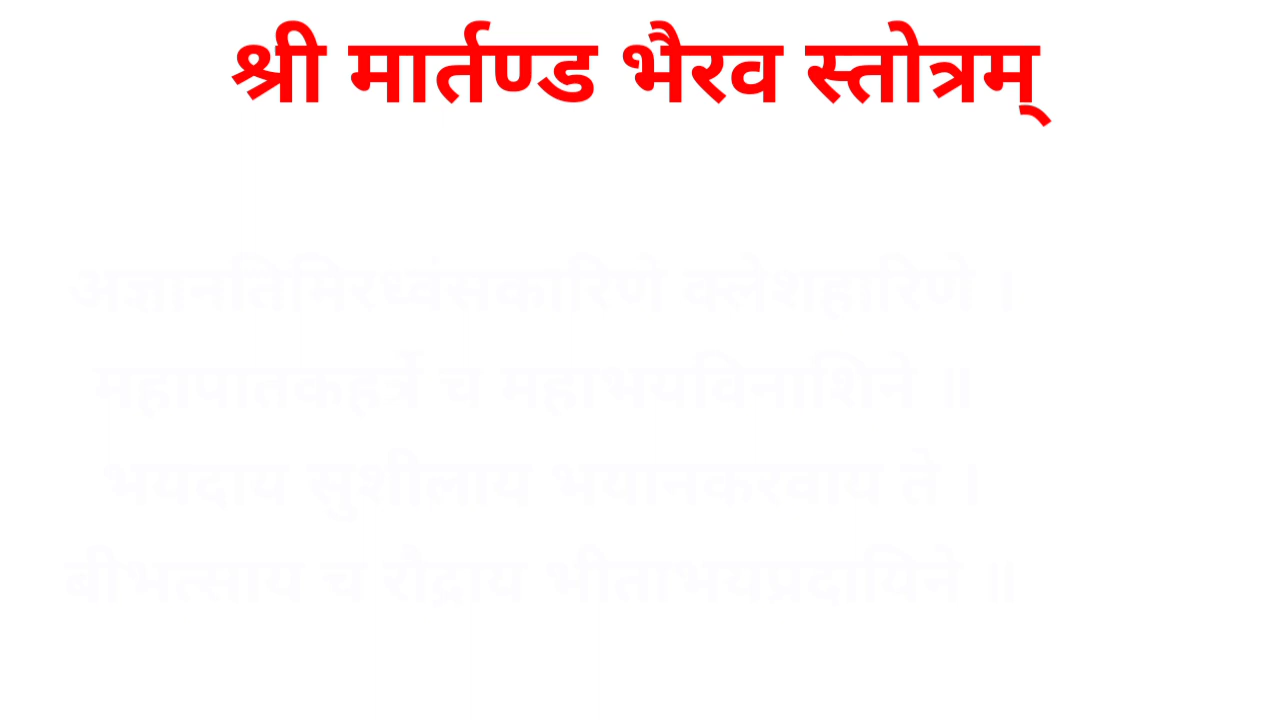 श्री मार्तण्ड भैरव स्तोत्रम्
अज्ञानतिमिरध्वंसकारिणे क्लेशहारिणे ।
महापातकहर्त्रे च महाभयविनाशिने ॥
भयदाय सुशीलाय भयानकरवाय ते ।
बीभत्साय च रौद्राय भीताभयप्रदायिने ॥